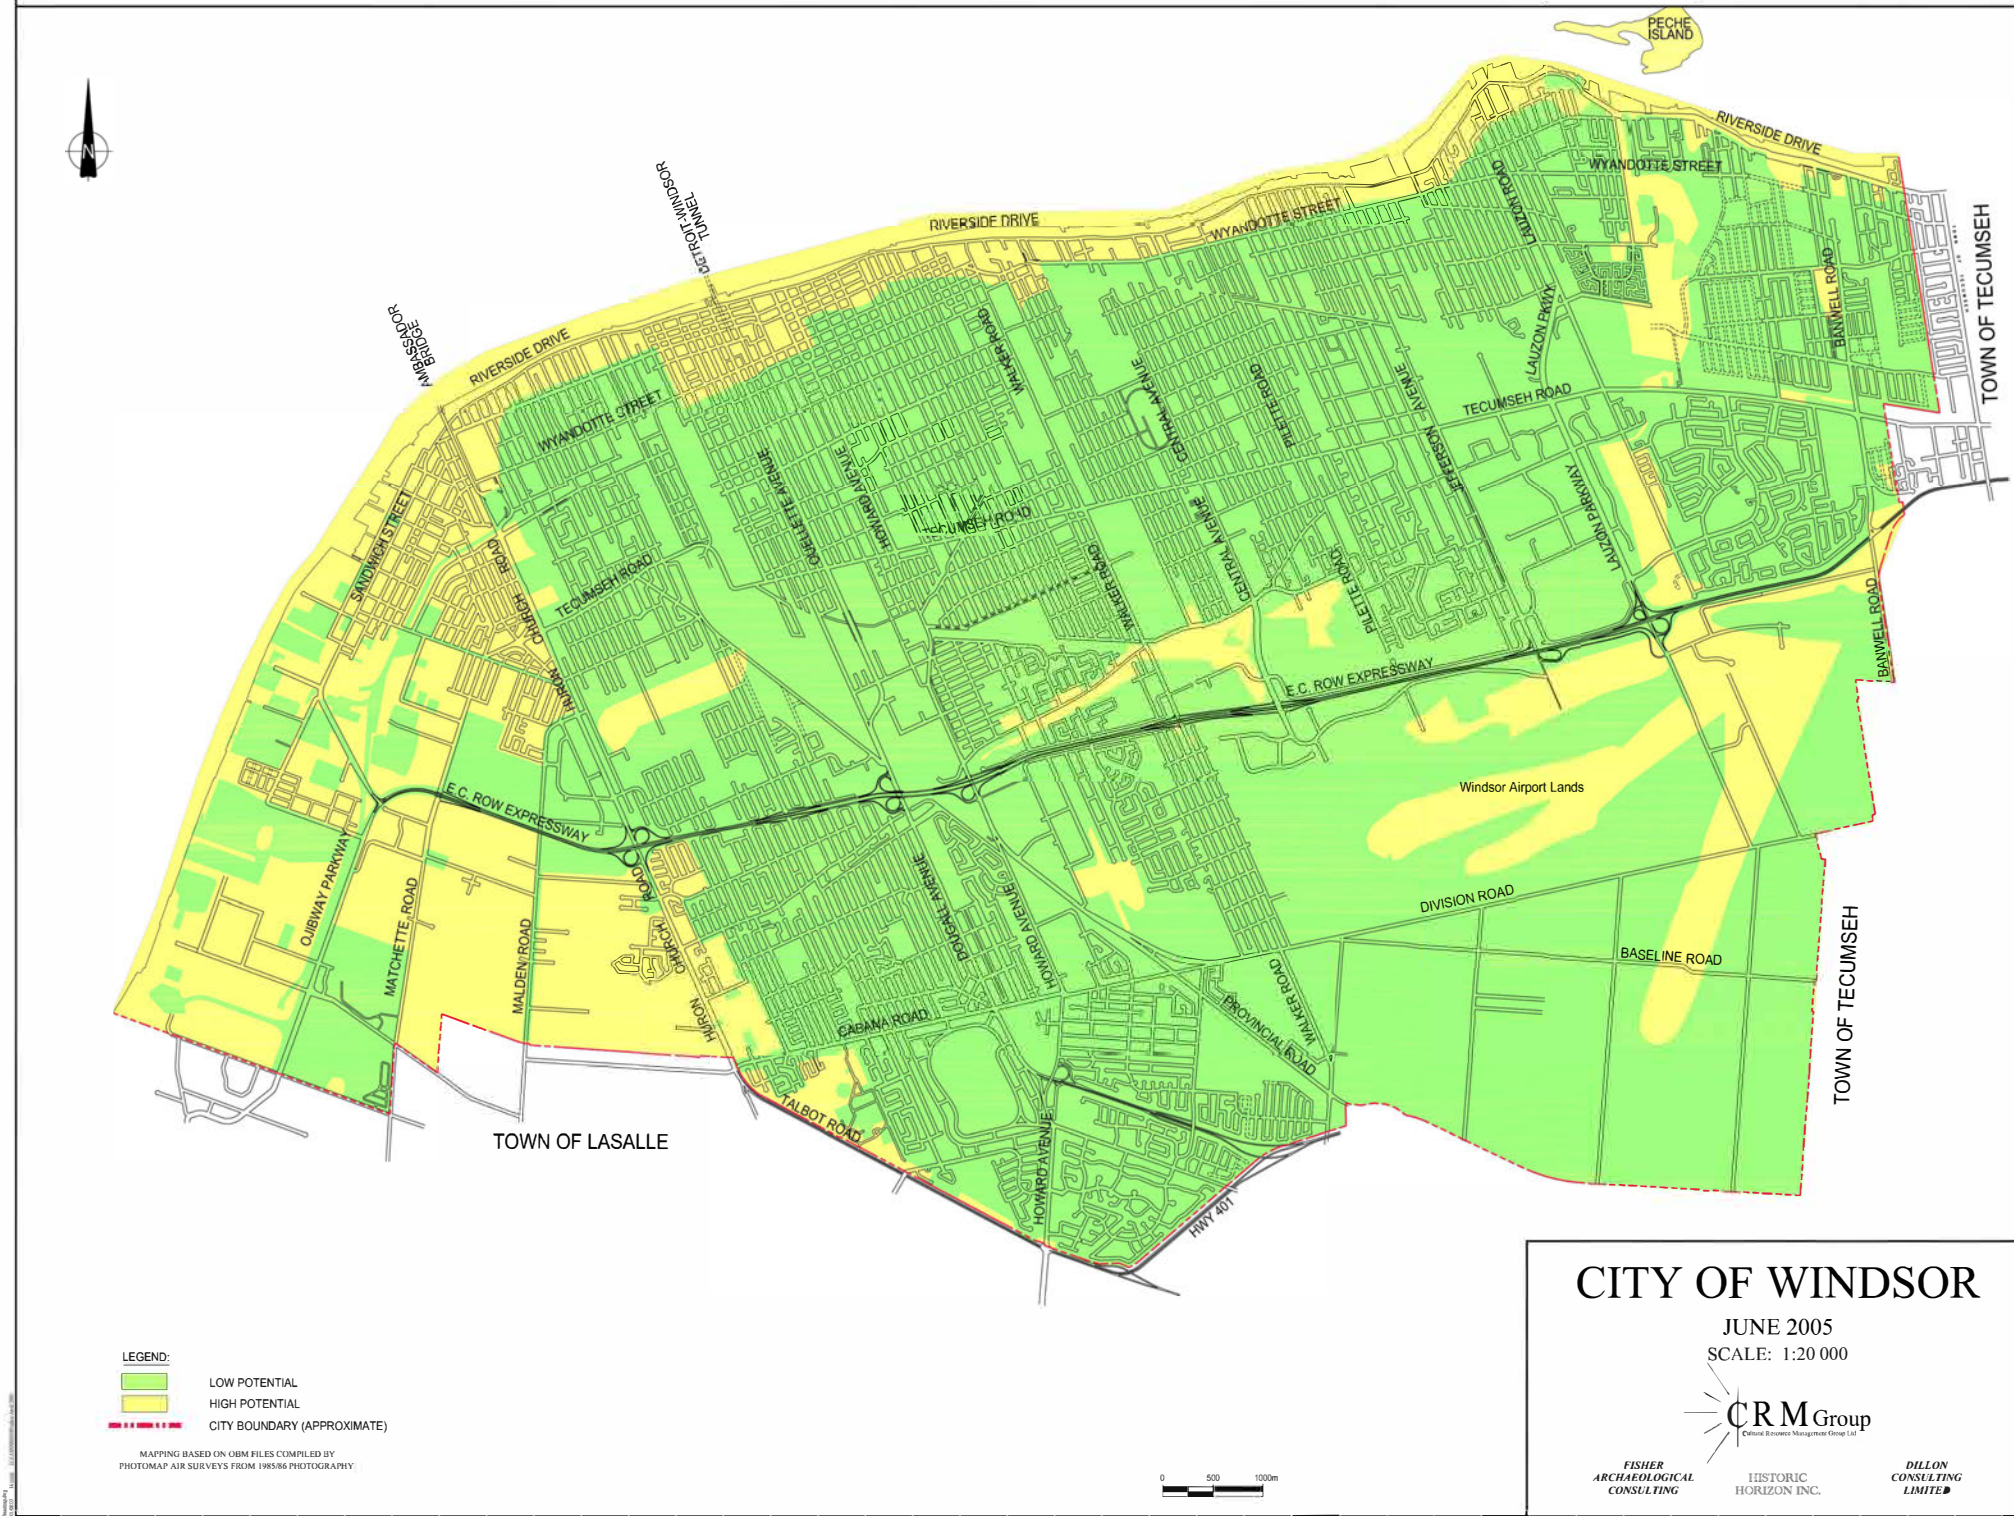 PECHE
ISLAND
RIVERSIDE DRIVE
WYANDOTTE STREET
LAUZON ROAD
DETROIT-WINDSOR
TUNNEL
RIVERSIDE DRIVE
WYANDOTTE STREET
TOWN OF TECUMSEH
BANWELL ROAD
AMBASSADOR
BRIDGE
RIVERSIDE DRIVE
WALKER ROAD
LAUZON PKWY
CENTRAL AVENUE
PILETTE ROAD
JEFFERSON AVENUE
TECUMSEH ROAD
WYANDOTTE STREET
OUELLETTE AVENUE
HOWARD AVENUE
TECUMSEH ROAD
LAUZON PARKWAY
SANDWICH STREET
HURON CHURCH ROAD
TECUMSEH ROAD
WALKER ROAD
CENTRAL AVENUE
PILETTE ROAD
BANWELL ROAD
E.C. ROW EXPRESSWAY
Windsor Airport Lands
E.C. ROW EXPRESSWAY
OJIBWAY PARKWAY
MATCHETTE ROAD
MALDEN ROAD
HURON CHURCH ROAD
DOUGALL AVENUE
HOWARD AVENUE
DIVISION ROAD
BASELINE ROAD
CABANA ROAD
PROVINCIAL ROAD
WALKER ROAD
TOWN OF TECUMSEH
TALBOT ROAD
TOWN OF LASALLE
HOWARD AVENUE
HWY 401
CITY OF WINDSOR
JUNE 2005
SCALE: 1:20 000
CRM Group
Cultural Resource Management Group Ltd
FISHER
ARCHAEOLOGICAL
CONSULTING
HISTORIC
HORIZON INC.
DILLON
CONSULTING
LIMITED
LEGEND:
LOW POTENTIAL
HIGH POTENTIAL
CITY BOUNDARY (APPROXIMATE)
MAPPING BASED ON OBM FILES COMPILED BY
PHOTOMAP AIR SURVEYS FROM 1985/86 PHOTOGRAPHY
0 500 1000m
N